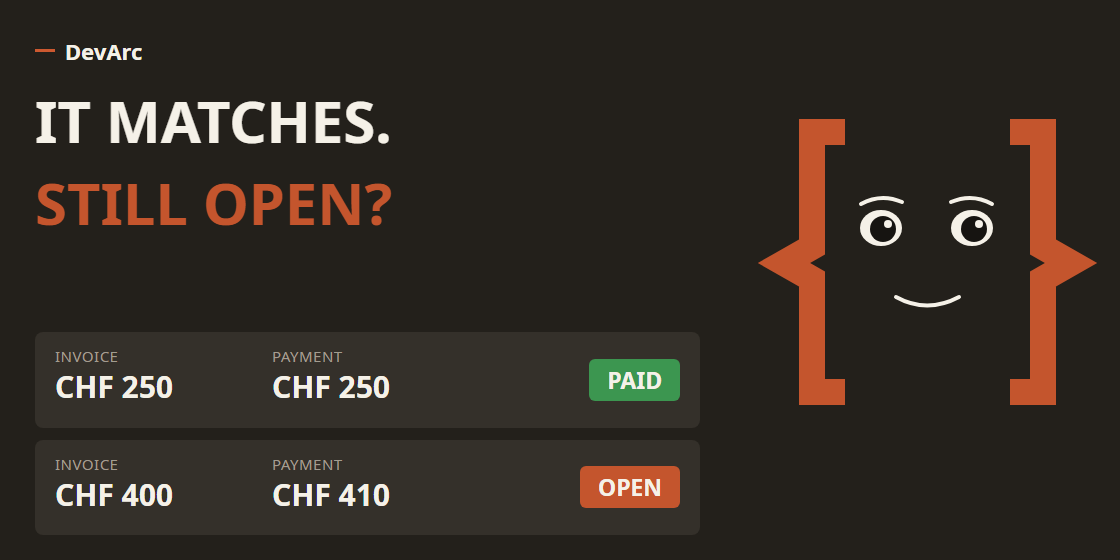 DevArc
IT MATCHES.
STILL OPEN?
INVOICE PAYMENT
CHF 250 CHF 250 PAID
INVOICE PAYMENT
CHF 400 CHF 410 OPEN